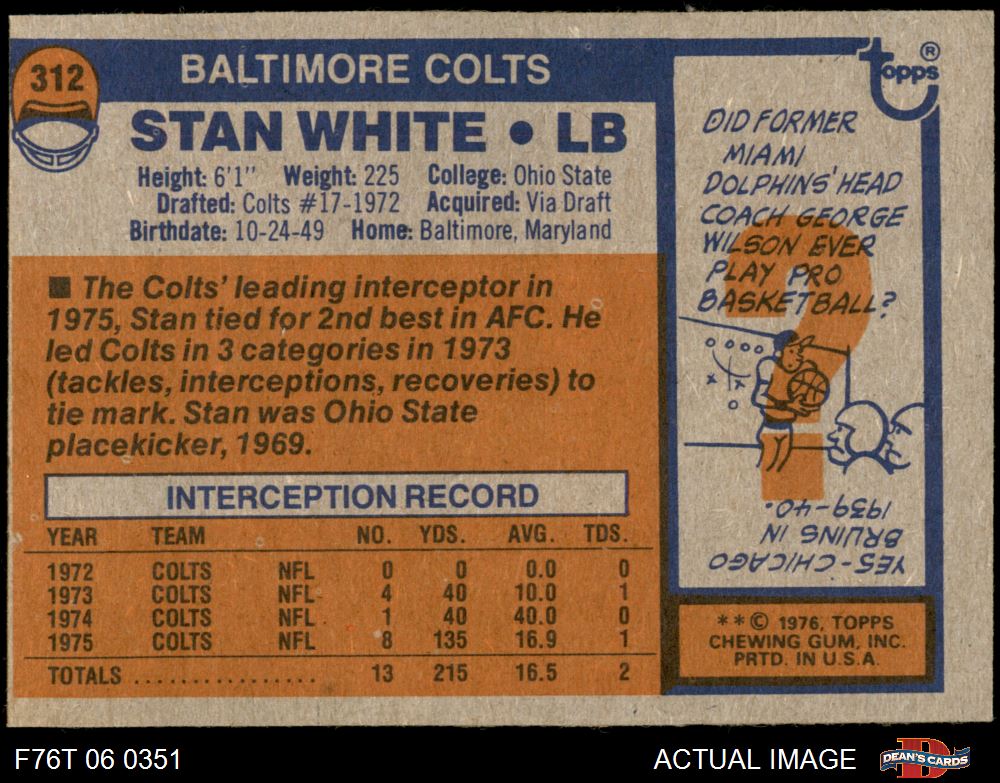 312
BALTIMORE COLTS
STAN WHITE • LB
Height: 6'1'' Weight: 225 College: Ohio State
Drafted: Colts #17-1972 Acquired: Via Draft
Birthdate: 10-24-49 Home: Baltimore, Maryland
■ The Colts' leading interceptor in
1975, Stan tied for 2nd best in AFC. He
led Colts in 3 categories in 1973
(tackles, interceptions, recoveries) to
tie mark. Stan was Ohio State
placekicker, 1969.
INTERCEPTION RECORD
YEAR TEAM NO. YDS. AVG. TDS.
1972 COLTS NFL 0 0 0.0 0
1973 COLTS NFL 4 40 10.0 1
1974 COLTS NFL 1 40 40.0 0
1975 COLTS NFL 8 135 16.9 1
TOTALS ................ 13 215 16.5 2
Topps ®
DID FORMER
MIAMI
DOLPHINS' HEAD
COACH GEORGE
WILSON EVER
PLAY PRO
BASKETBALL?
?
YES-CHICAGO
BRUINS IN
1939-40.
**© 1976, TOPPS
CHEWING GUM, INC.
PRTD. IN U.S.A.
F76T 06 0351
ACTUAL IMAGE
DEAN'S CARDS